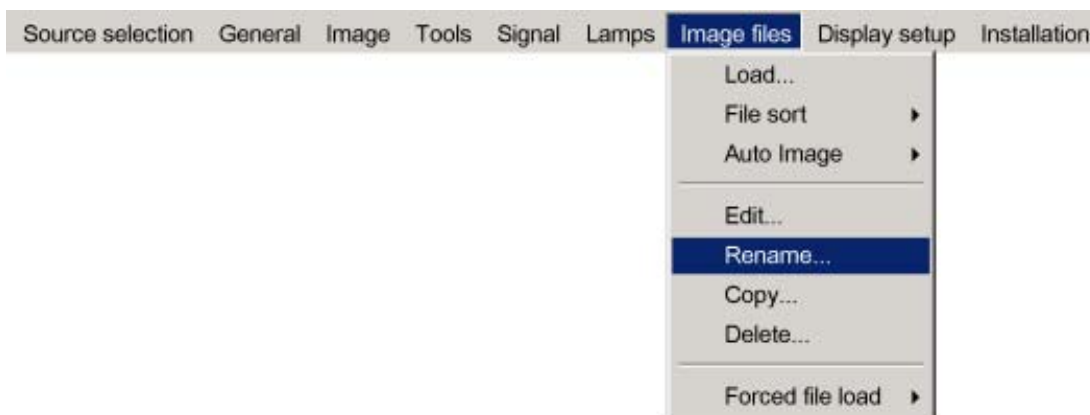 Source selection General Image Tools Signal Lamps Image files Display setup Installation
Load...
File sort
Auto Image
Edit...
Rename...
Copy...
Delete...
Forced file load